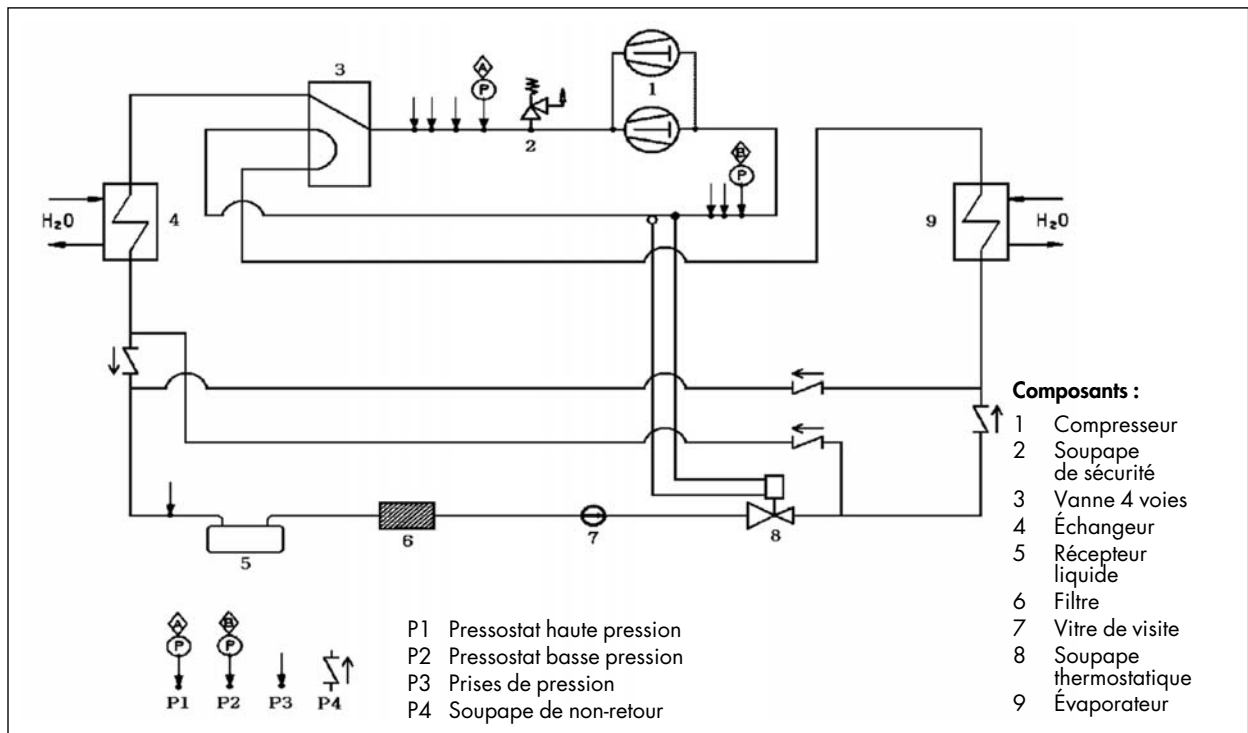 3
A
P
1
2
B
P
H₂O
4
9
H₂O
5
6
7
8
A
P
P1
B
P
P2
P3
P4
P1 Pressostat haute pression
P2 Pressostat basse pression
P3 Prises de pression
P4 Soupape de non-retour
Composants :
1 Compresseur
2 Soupape
de sécurité
3 Vanne 4 voies
4 Échangeur
5 Récepteur
liquide
6 Filtre
7 Vitre de visite
8 Soupape
thermostatique
9 Évaporateur